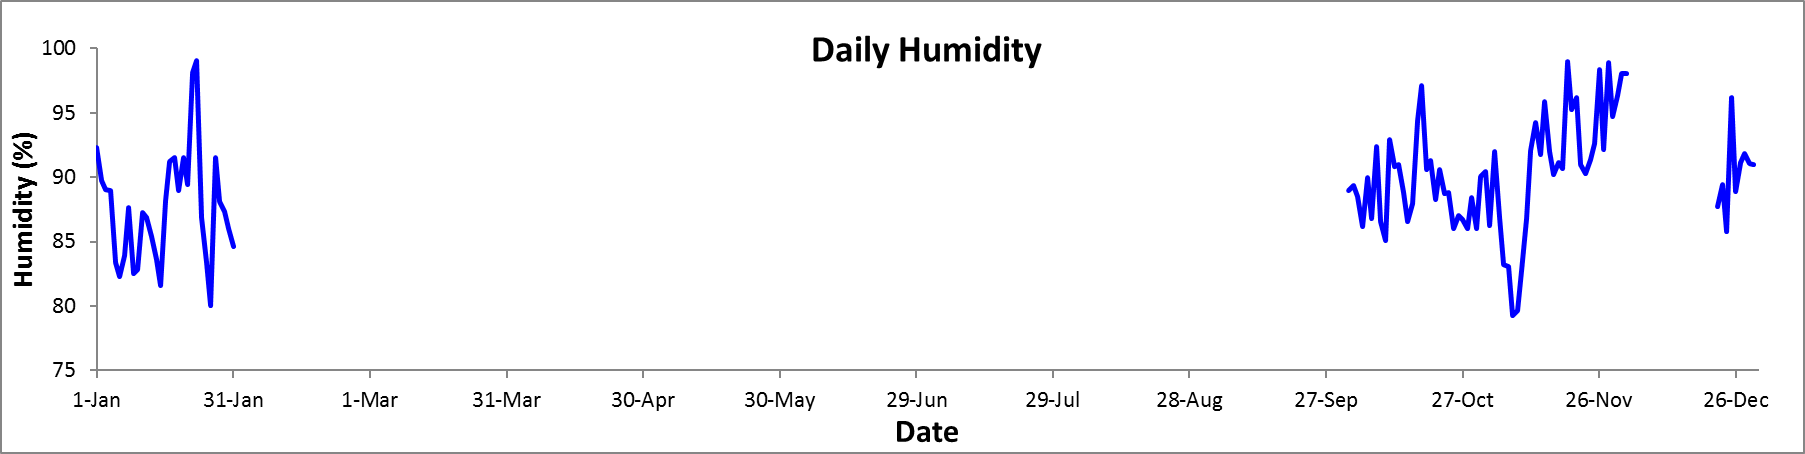 Daily Humidity
Humidity (%)
100
95
90
85
80
75
1-Jan 31-Jan 1-Mar 31-Mar 30-Apr 30-May 29-Jun 29-Jul 28-Aug 27-Sep 27-Oct 26-Nov 26-Dec
Date